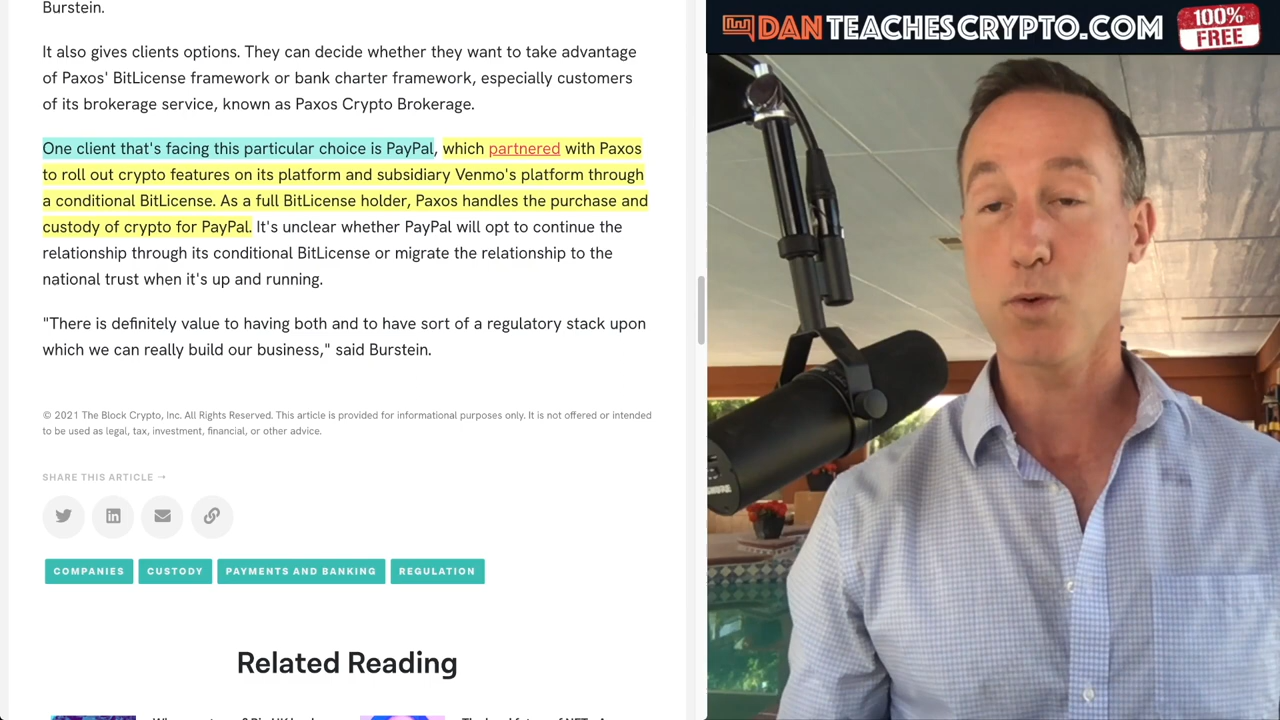 Burstein.
It also gives clients options. They can decide whether they want to take advantage
of Paxos' BitLicense framework or bank charter framework, especially customers
of its brokerage service, known as Paxos Crypto Brokerage.
One client that's facing this particular choice is PayPal, which partnered with Paxos
to roll out crypto features on its platform and subsidiary Venmo's platform through
a conditional BitLicense. As a full BitLicense holder, Paxos handles the purchase and
custody of crypto for PayPal. It's unclear whether PayPal will opt to continue the
relationship through its conditional BitLicense or migrate the relationship to the
national trust when it's up and running.
"There is definitely value to having both and to have sort of a regulatory stack upon
which we can really build our business," said Burstein.
© 2021 The Block Crypto, Inc. All Rights Reserved. This article is provided for informational purposes only. It is not offered or intended
to be used as legal, tax, investment, financial, or other advice.
SHARE THIS ARTICLE →
COMPANIES CUSTODY PAYMENTS AND BANKING REGULATION
Related Reading
DAN TEACHESCRYPTO.COM
100%
FREE